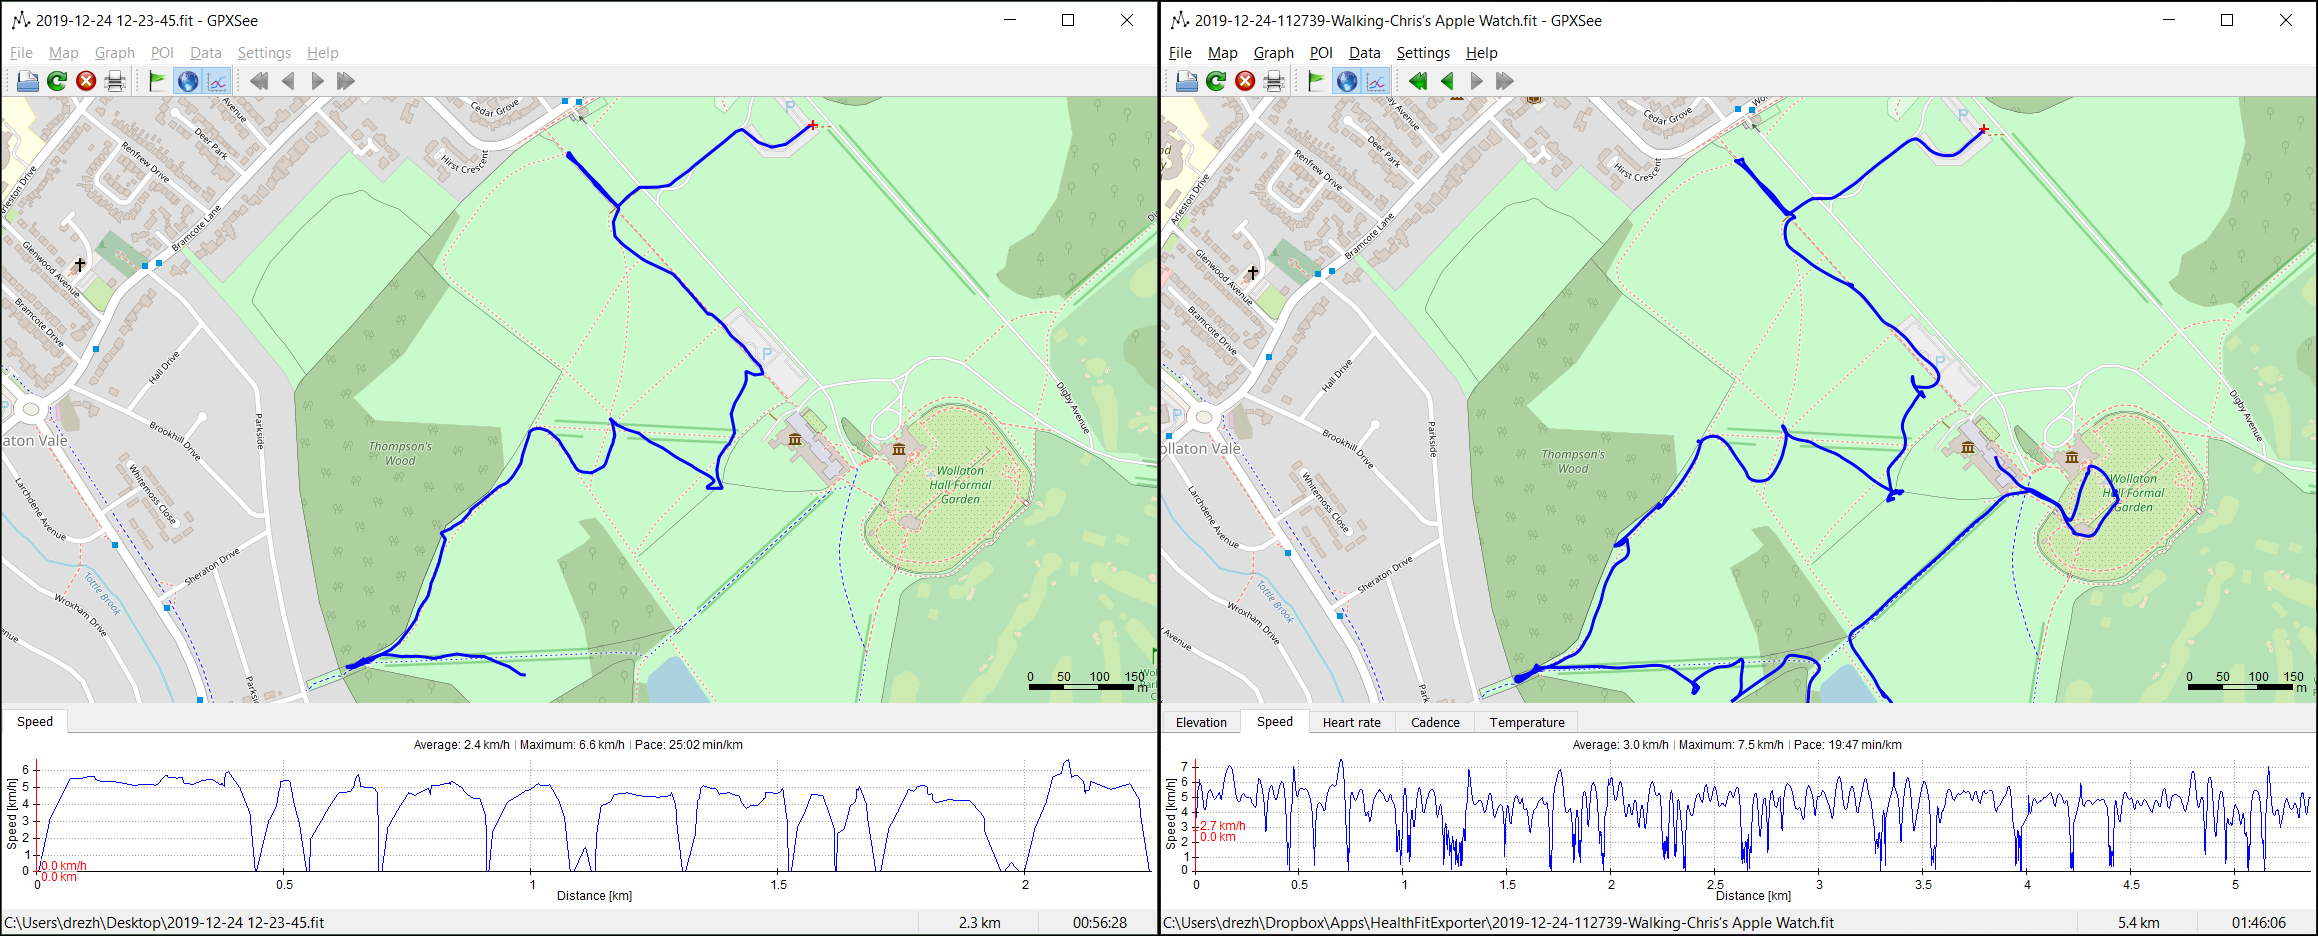 2019-12-24 12-23-45.fit - GPXSee
File Map Graph POI Data Settings Help
Cedar Grove
Avenue
Deer Park
Renfrew Drive
Hirst Crescent
Arleston Drive
Bramcote Lane
Glenwood Avenue
Bramcote Drive
Hall Drive
Digby Avenue
Parkside
aton Vale
Brookhill Drive
Thompson's
Wood
Wollaton
Hall Formal
Garden
Whitemoss Close
Larchdene Avenue
Sheraton Drive
Tottle Brook
Wroxham Drive
Parkside
P
P
0 50 100 150
m
Speed
Average: 2.4 km/h | Maximum: 6.6 km/h | Pace: 25:02 min/km
Speed [km/h]
6
5
4
3
2
1
0
0.0 km/h
0.0 km
0 0.5 1 1.5 2
Distance [km]
C:\Users\drezh\Desktop\2019-12-24 12-23-45.fit 2.3 km 00:56:28
2019-12-24-112739-Walking-Chris’s Apple Watch.fit - GPXSee
File Map Graph POI Data Settings Help
Cedar Grove
ay Avenue
Deer Park
Renfrew Drive
Hirst Crescent
Arleston Drive
Bramcote Lane
Glenwood Avenue
Bramcote Drive
Hall Drive
Digby Avenue
Parkside
ollaton Vale
Brookhill Drive
Thompson's
Wood
Wollaton
Hall Formal
Garden
Whitemoss Close
Larchdene Avenue
Sheraton Drive
Tottle Brook
Wroxham Drive
Avenue
P
P
P
0 50 100 150
m
Elevation Speed Heart rate Cadence Temperature
Average: 3.0 km/h | Maximum: 7.5 km/h | Pace: 19:47 min/km
Speed [km/h]
7
6
5
4
3
2
1
0
2.7 km/h
0.0 km
0 0.5 1 1.5 2 2.5 3 3.5 4 4.5 5
Distance [km]
C:\Users\drezh\Dropbox\Apps\HealthFitExporter\2019-12-24-112739-Walking-Chris’s Apple Watch.fit 5.4 km 01:46:06